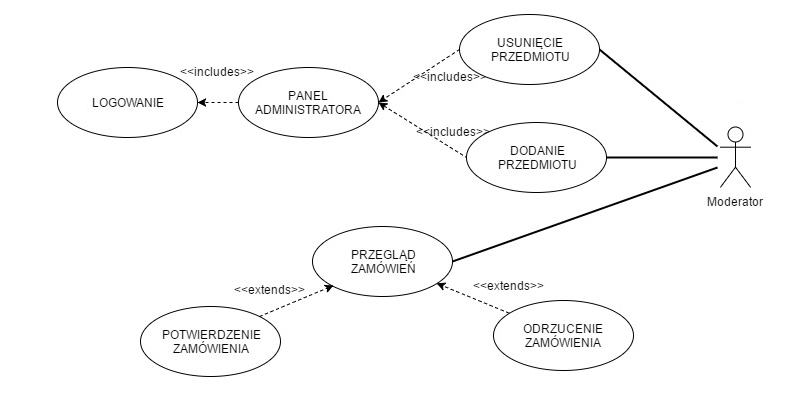 USUNIĘCIE
PRZEDMIOTU
<<includes>>
<<includes>>
PANEL
ADMINISTRATORA
LOGOWANIE
<<includes>>
DODANIE
PRZEDMIOTU
Moderator
PRZEGLĄD
ZAMÓWIEŃ
<<extends>>
<<extends>>
POTWIERDZENIE
ZAMÓWIENIA
ODRZUCENIE
ZAMÓWIENIA